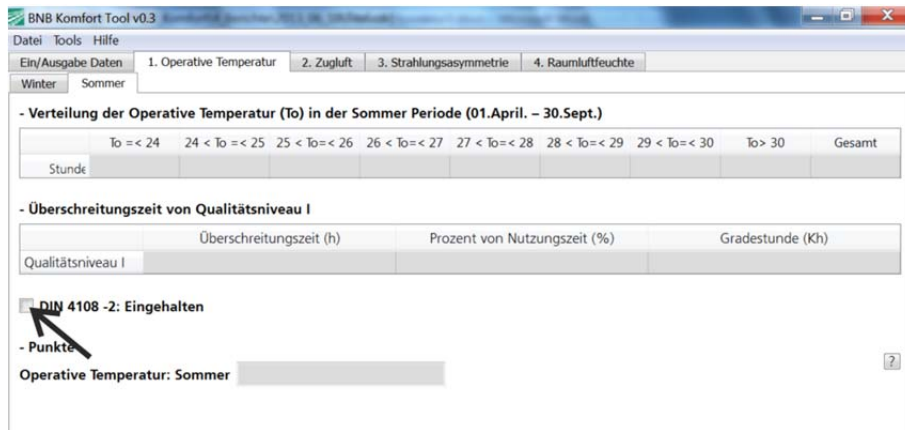 BNB Komfort Tool v0.3
Datei Tools Hilfe
Ein/Ausgabe Daten 1. Operative Temperatur 2. Zugluft 3. Strahlungsasymmetrie 4. Raumluftfeuchte
Winter Sommer
- Verteilung der Operative Temperatur (To) in der Sommer Periode (01.April. – 30.Sept.)
To =< 24 24 < To =< 25 25 < To=< 26 26 < To=< 27 27 < To=< 28 28 < To=< 29 29 < To=< 30 To> 30 Gesamt
Stunde
- Überschreitungszeit von Qualitätsniveau I
Überschreitungszeit (h) Prozent von Nutzungszeit (%) Gradestunde (Kh)
Qualitätsniveau I
DIN 4108 -2: Eingehalten
- Punkte
Operative Temperatur: Sommer
?